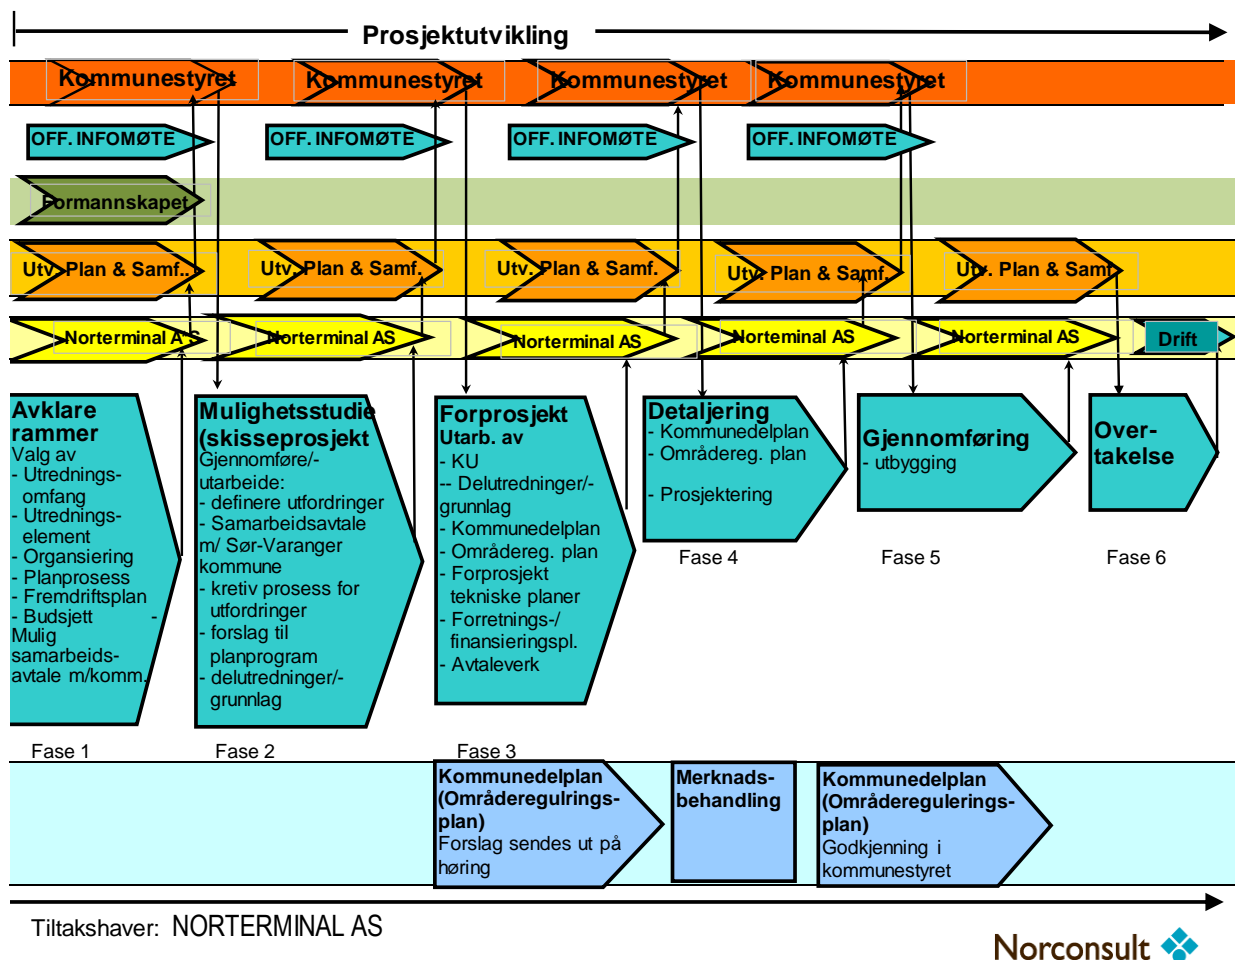 Prosjektutvikling
Kommunestyret
Kommunestyret
Kommunestyret
Kommunestyret
OFF. INFOMØTE
OFF. INFOMØTE
OFF. INFOMØTE
OFF. INFOMØTE
Formannskapet
Utv. Plan & Samf..
Utv. Plan & Samf.
Utv. Plan & Samf.
Utv. Plan & Samf.
Utv. Plan & Samf
Norterminal AS
Norterminal AS
Norterminal AS
Norteminal AS
Norterminal AS
Drift
Avklare
rammer
Valg av
- Utrednings-
omfang
- Utrednings-
element
- Organsiering
- Planprosess
- Fremdriftsplan
- Budsjett -
Mulig
samarbeids-
avtale m/komm.
Fase 1
Mulighetsstudie
(skisseprosjekt
Gjennomføre/-
utarbeide:
- definere utfordringer
- Samarbeidsavtale
m/ Sør-Varanger
kommune
- kretiv prosess for
utfordringer
- forslag til
planprogram
- delutredninger/-
grunnlag
Fase 2
Forprosjekt
Utarb. av
- KU
-- Delutredninger/-
grunnlag
- Kommunedelplan
- Områdereg. plan
- Forprosjekt
tekniske planer
- Forretnings-/
finansieringspl.
- Avtaleverk
Fase 3
Detaljering
- Kommunedelplan
- Områdereg. plan
- Prosjektering
Fase 4
Gjennomføring
- utbygging
Fase 5
Over-
takelse
Fase 6
Kommunedelplan
(Områderegulrings-
plan)
Forslag sendes ut på
høring
Merknads-
behandling
Kommunedelplan
(Områderegulerings-
plan)
Godkjenning i
kommunestyret
Tiltakshaver: NORTERMINAL AS
Norconsult